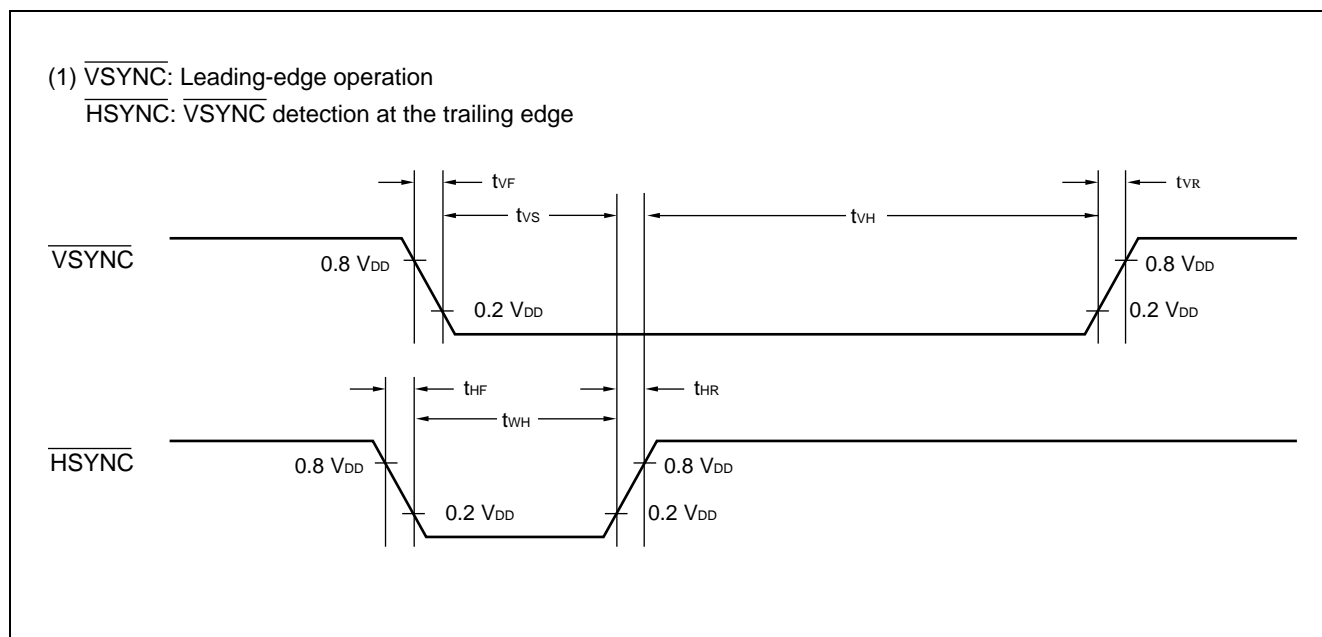 (1) VSYNC: Leading-edge operation
HSYNC: VSYNC detection at the trailing edge
tVF
tVR
tVS
tVH
VSYNC
0.8 VDD
0.8 VDD
0.2 VDD
0.2 VDD
tHF
tHR
tWH
HSYNC
0.8 VDD
0.8 VDD
0.2 VDD
0.2 VDD